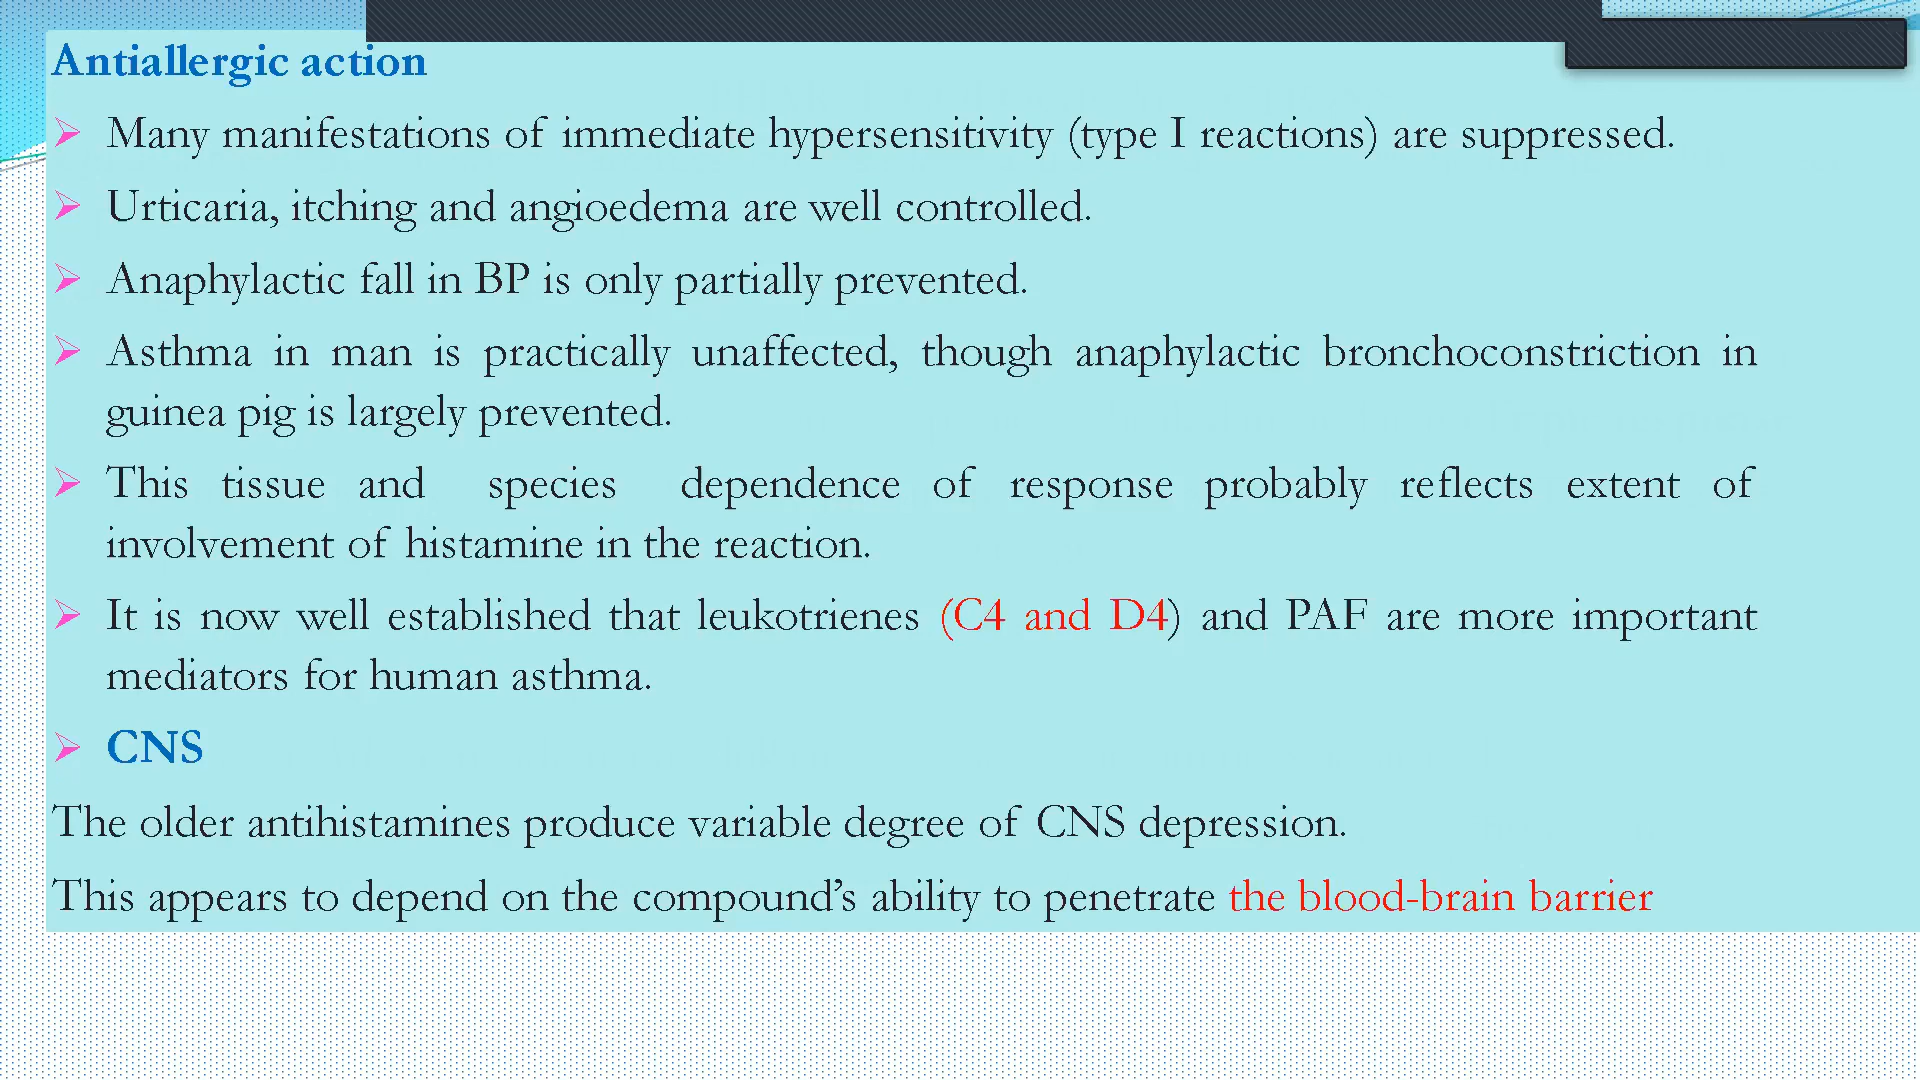 Antiallergic action
Many manifestations of immediate hypersensitivity (type I reactions) are suppressed.
Urticaria, itching and angioedema are well controlled.
Anaphylactic fall in BP is only partially prevented.
Asthma in man is practically unaffected, though anaphylactic bronchoconstriction in
guinea pig is largely prevented.
This tissue and species dependence of response probably reflects extent of
involvement of histamine in the reaction.
It is now well established that leukotrienes (C4 and D4) and PAF are more important
mediators for human asthma.
CNS
The older antihistamines produce variable degree of CNS depression.
This appears to depend on the compound’s ability to penetrate the blood-brain barrier